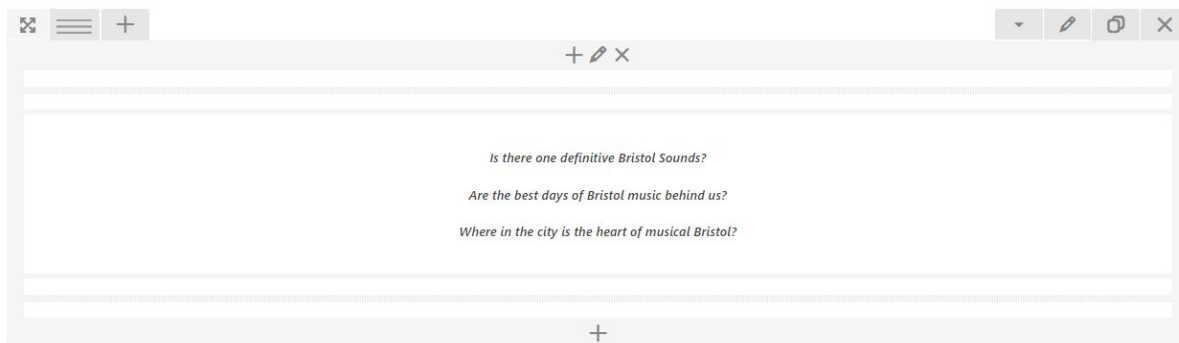 Is there one definitive Bristol Sounds?
Are the best days of Bristol music behind us?
Where in the city is the heart of musical Bristol?